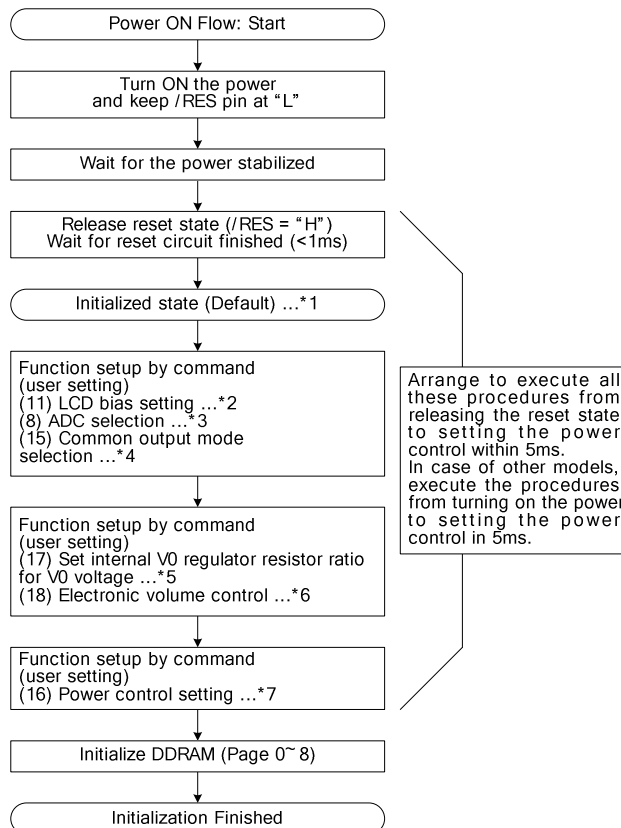 Power ON Flow: Start
Turn ON the power
and keep /RES pin at “L”
Wait for the power stabilized
Release reset state (/RES = “H”)
Wait for reset circuit finished (<1ms)
Initialized state (Default) ...*1
Function setup by command
(user setting)
(11) LCD bias setting ...*2
(8) ADC selection ...*3
(15) Common output mode
selection ...*4
Function setup by command
(user setting)
(17) Set internal V0 regulator resistor ratio
for V0 voltage ...*5
(18) Electronic volume control ...*6
Function setup by command
(user setting)
(16) Power control setting ...*7
Initialize DDRAM (Page 0~8)
Initialization Finished
Arrange to execute all
these procedures from
releasing the reset state
to setting the power
control within 5ms.
In case of other models,
execute the procedures
from turning on the power
to setting the power
control in 5ms.